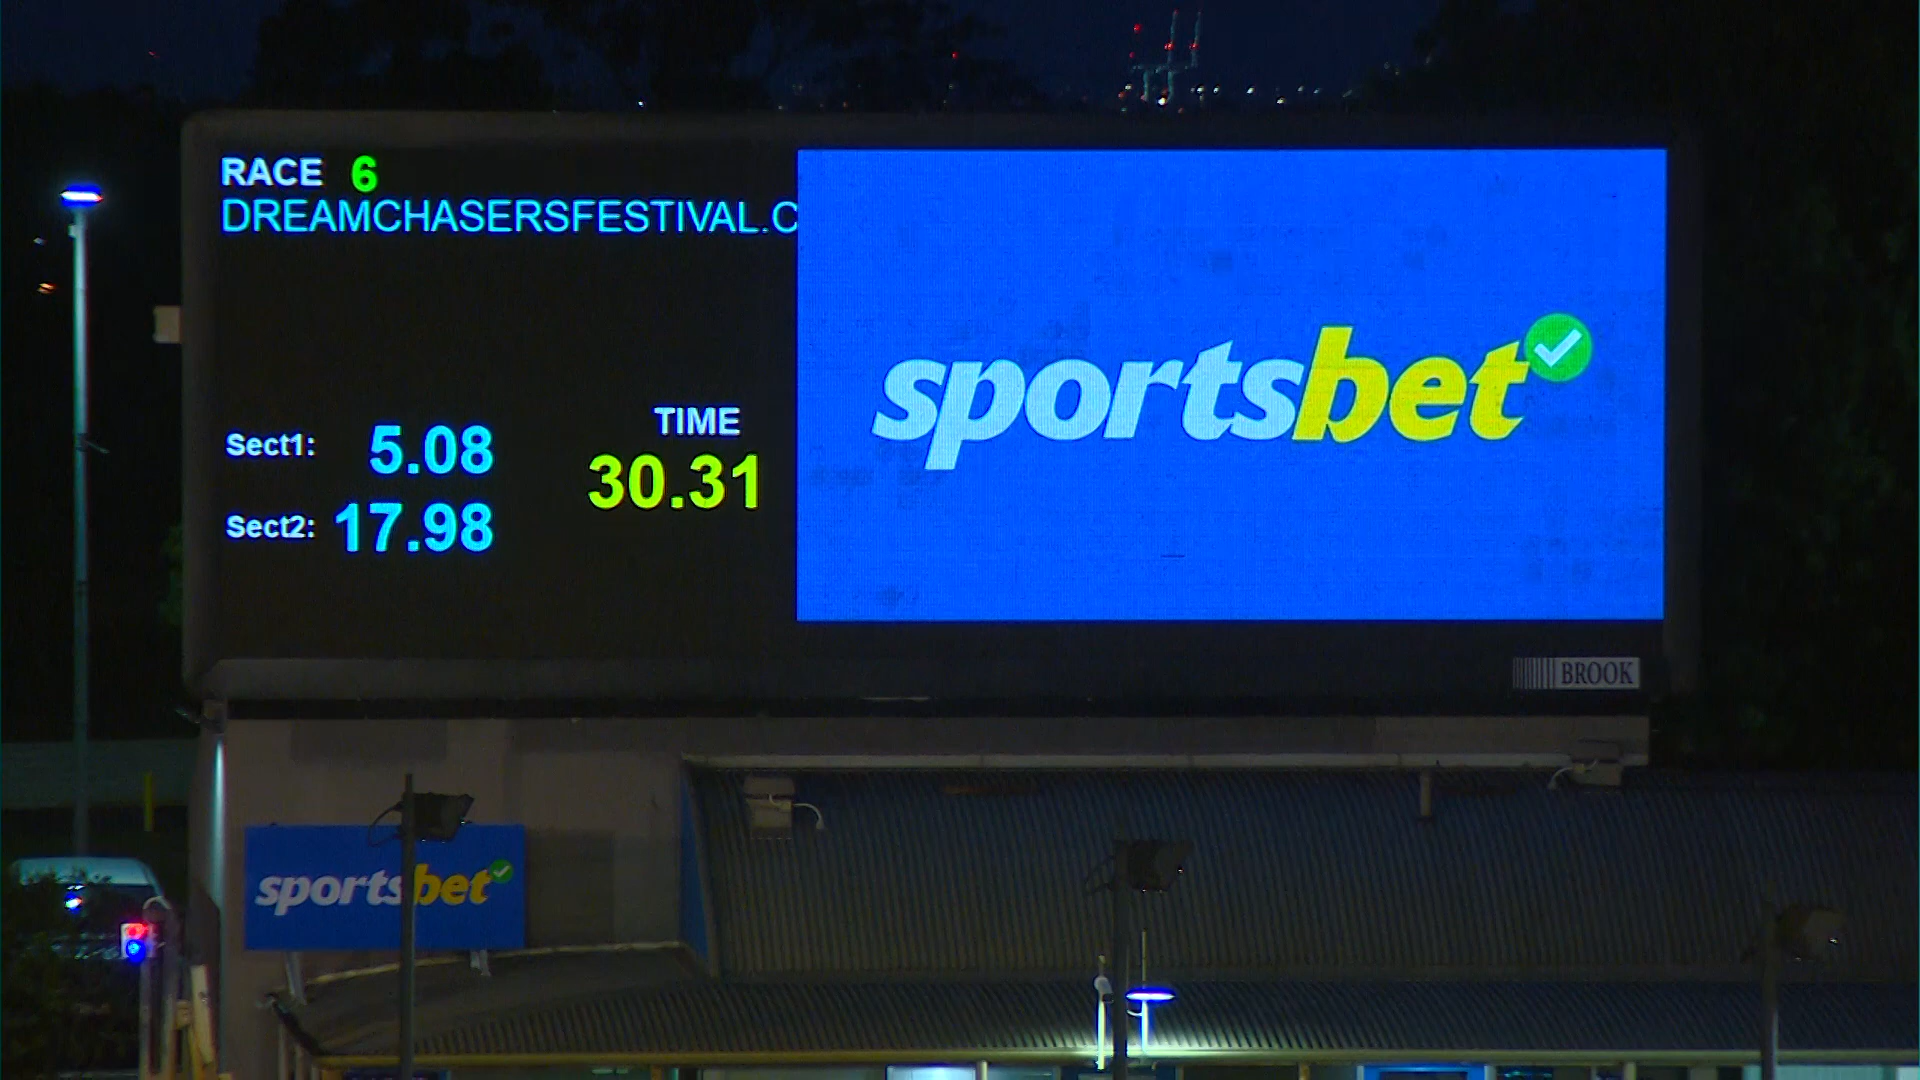 RACE 6
DREAMCHASERSFESTIVAL.C
TIME
Sect1: 5.08
30.31
Sect2: 17.98
sportsbet
BROOK
sportsbet